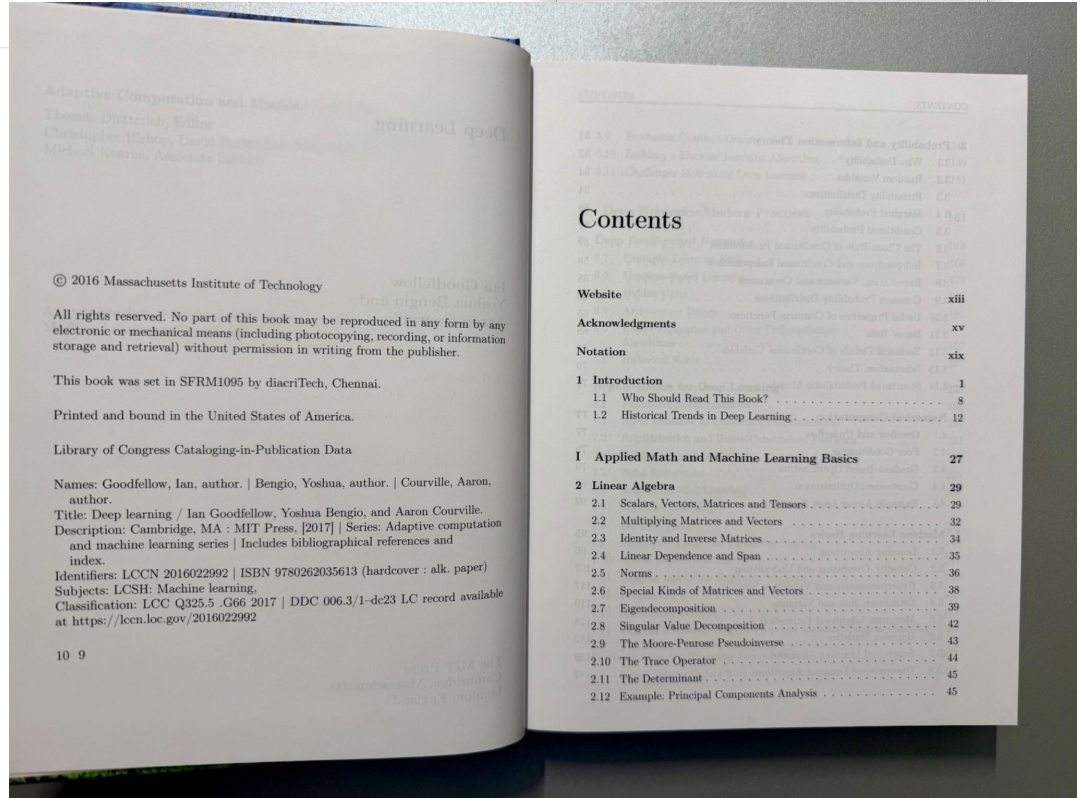 © 2016 Massachusetts Institute of Technology
All rights reserved. No part of this book may be reproduced in any form by any
electronic or mechanical means (including photocopying, recording, or information
storage and retrieval) without permission in writing from the publisher.
This book was set in SFRM1095 by diacriTech, Chennai.
Printed and bound in the United States of America.
Library of Congress Cataloging-in-Publication Data
Names: Goodfellow, Ian, author. | Bengio, Yoshua, author. | Courville, Aaron,
author.
Title: Deep learning / Ian Goodfellow, Yoshua Bengio, and Aaron Courville.
Description: Cambridge, MA : MIT Press, [2017] | Series: Adaptive computation
and machine learning series | Includes bibliographical references and
index.
Identifiers: LCCN 2016022992 | ISBN 9780262035613 (hardcover : alk. paper)
Subjects: LCSH: Machine learning,
Classification: LCC Q325.5 .G66 2017 | DDC 006.3/1–dc23 LC record available
at https://lccn.loc.gov/2016022992
10 9
Contents
Website xiii
Acknowledgments xv
Notation xix
1 Introduction 1
1.1 Who Should Read This Book? . . . . . . . . . . . . . . . . . . . . 8
1.2 Historical Trends in Deep Learning . . . . . . . . . . . . . . . . . 12
I Applied Math and Machine Learning Basics 27
2 Linear Algebra 29
2.1 Scalars, Vectors, Matrices and Tensors . . . . . . . . . . . . . . . 29
2.2 Multiplying Matrices and Vectors . . . . . . . . . . . . . . . . . 32
2.3 Identity and Inverse Matrices . . . . . . . . . . . . . . . . . . . . 34
2.4 Linear Dependence and Span . . . . . . . . . . . . . . . . . . . . 35
2.5 Norms . . . . . . . . . . . . . . . . . . . . . . . . . . . . . . . . 36
2.6 Special Kinds of Matrices and Vectors . . . . . . . . . . . . . . . 38
2.7 Eigendecomposition . . . . . . . . . . . . . . . . . . . . . . . . . 39
2.8 Singular Value Decomposition . . . . . . . . . . . . . . . . . . . 42
2.9 The Moore-Penrose Pseudoinverse . . . . . . . . . . . . . . . . . 43
2.10 The Trace Operator . . . . . . . . . . . . . . . . . . . . . . . . . 44
2.11 The Determinant . . . . . . . . . . . . . . . . . . . . . . . . . . 45
2.12 Example: Principal Components Analysis . . . . . . . . . . . . . 45